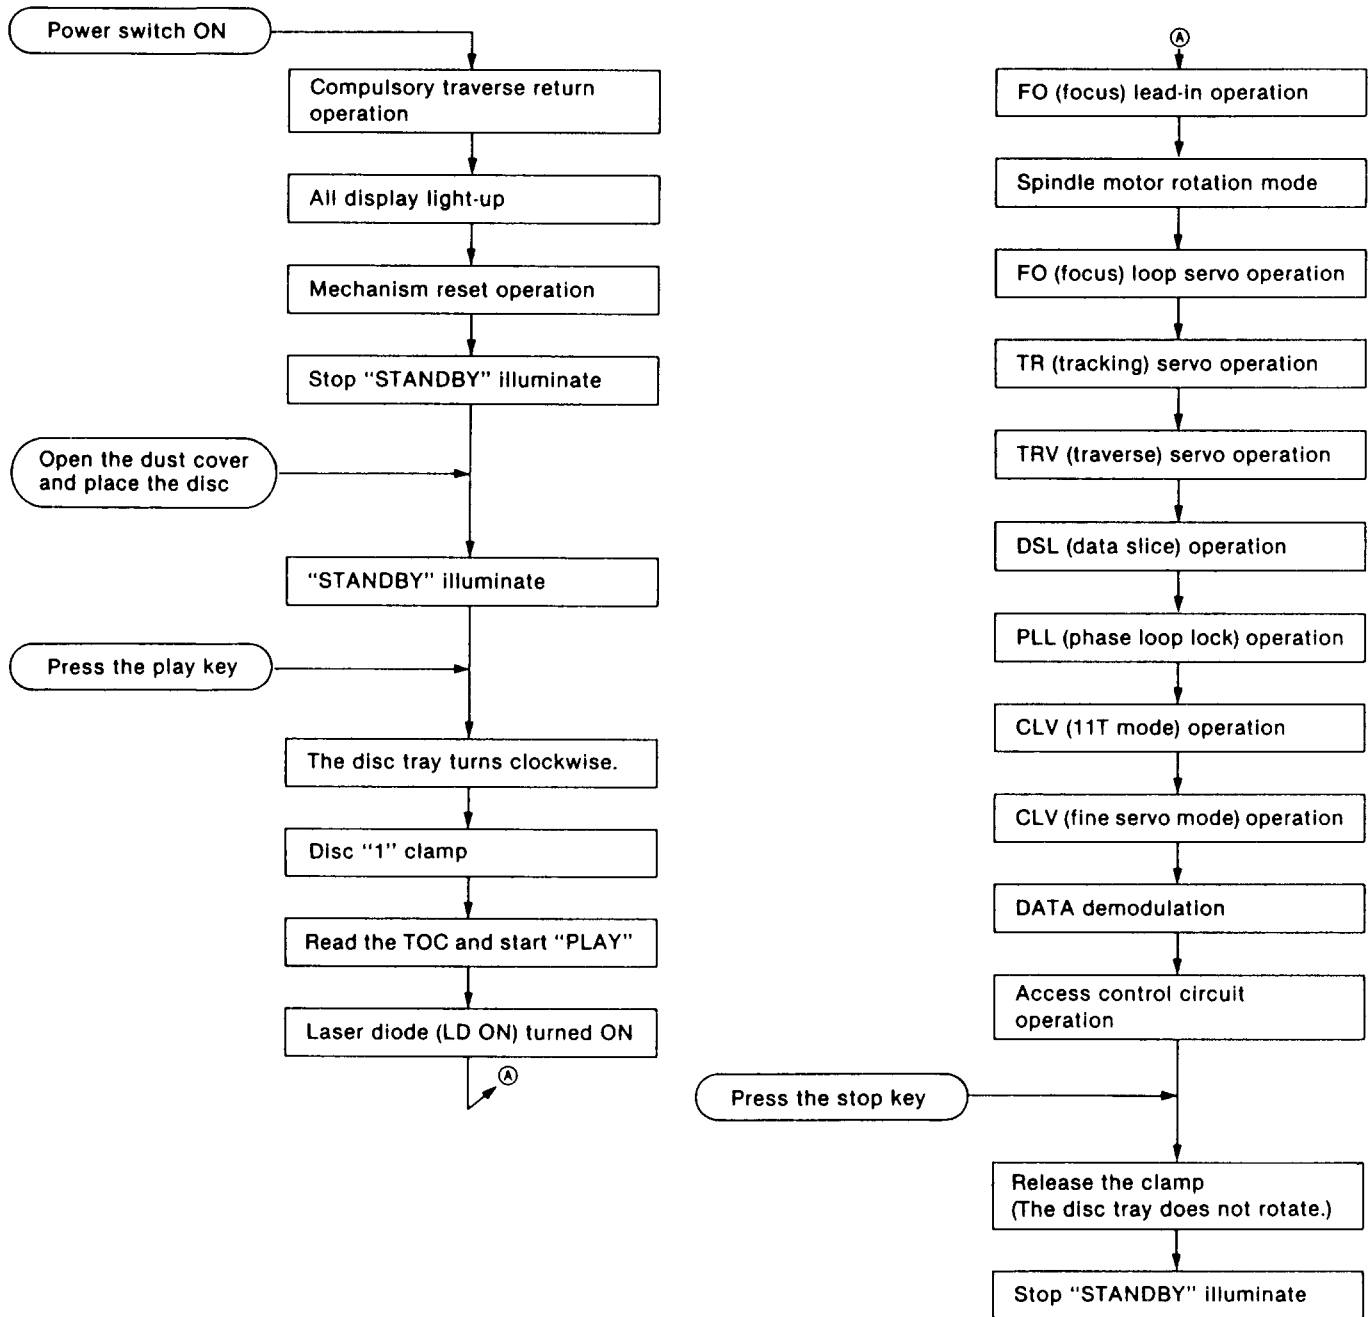 Power switch ON
Compulsory traverse return
operation
All display light-up
Mechanism reset operation
Stop “STANDBY” illuminate
Open the dust cover
and place the disc
“STANDBY” illuminate
Press the play key
The disc tray turns clockwise.
Disc “1” clamp
Read the TOC and start “PLAY”
Laser diode (LD ON) turned ON
Ⓐ
Ⓐ
FO (focus) lead-in operation
Spindle motor rotation mode
FO (focus) loop servo operation
TR (tracking) servo operation
TRV (traverse) servo operation
DSL (data slice) operation
PLL (phase loop lock) operation
CLV (11T mode) operation
CLV (fine servo mode) operation
DATA demodulation
Access control circuit
operation
Press the stop key
Release the clamp
(The disc tray does not rotate.)
Stop “STANDBY” illuminate